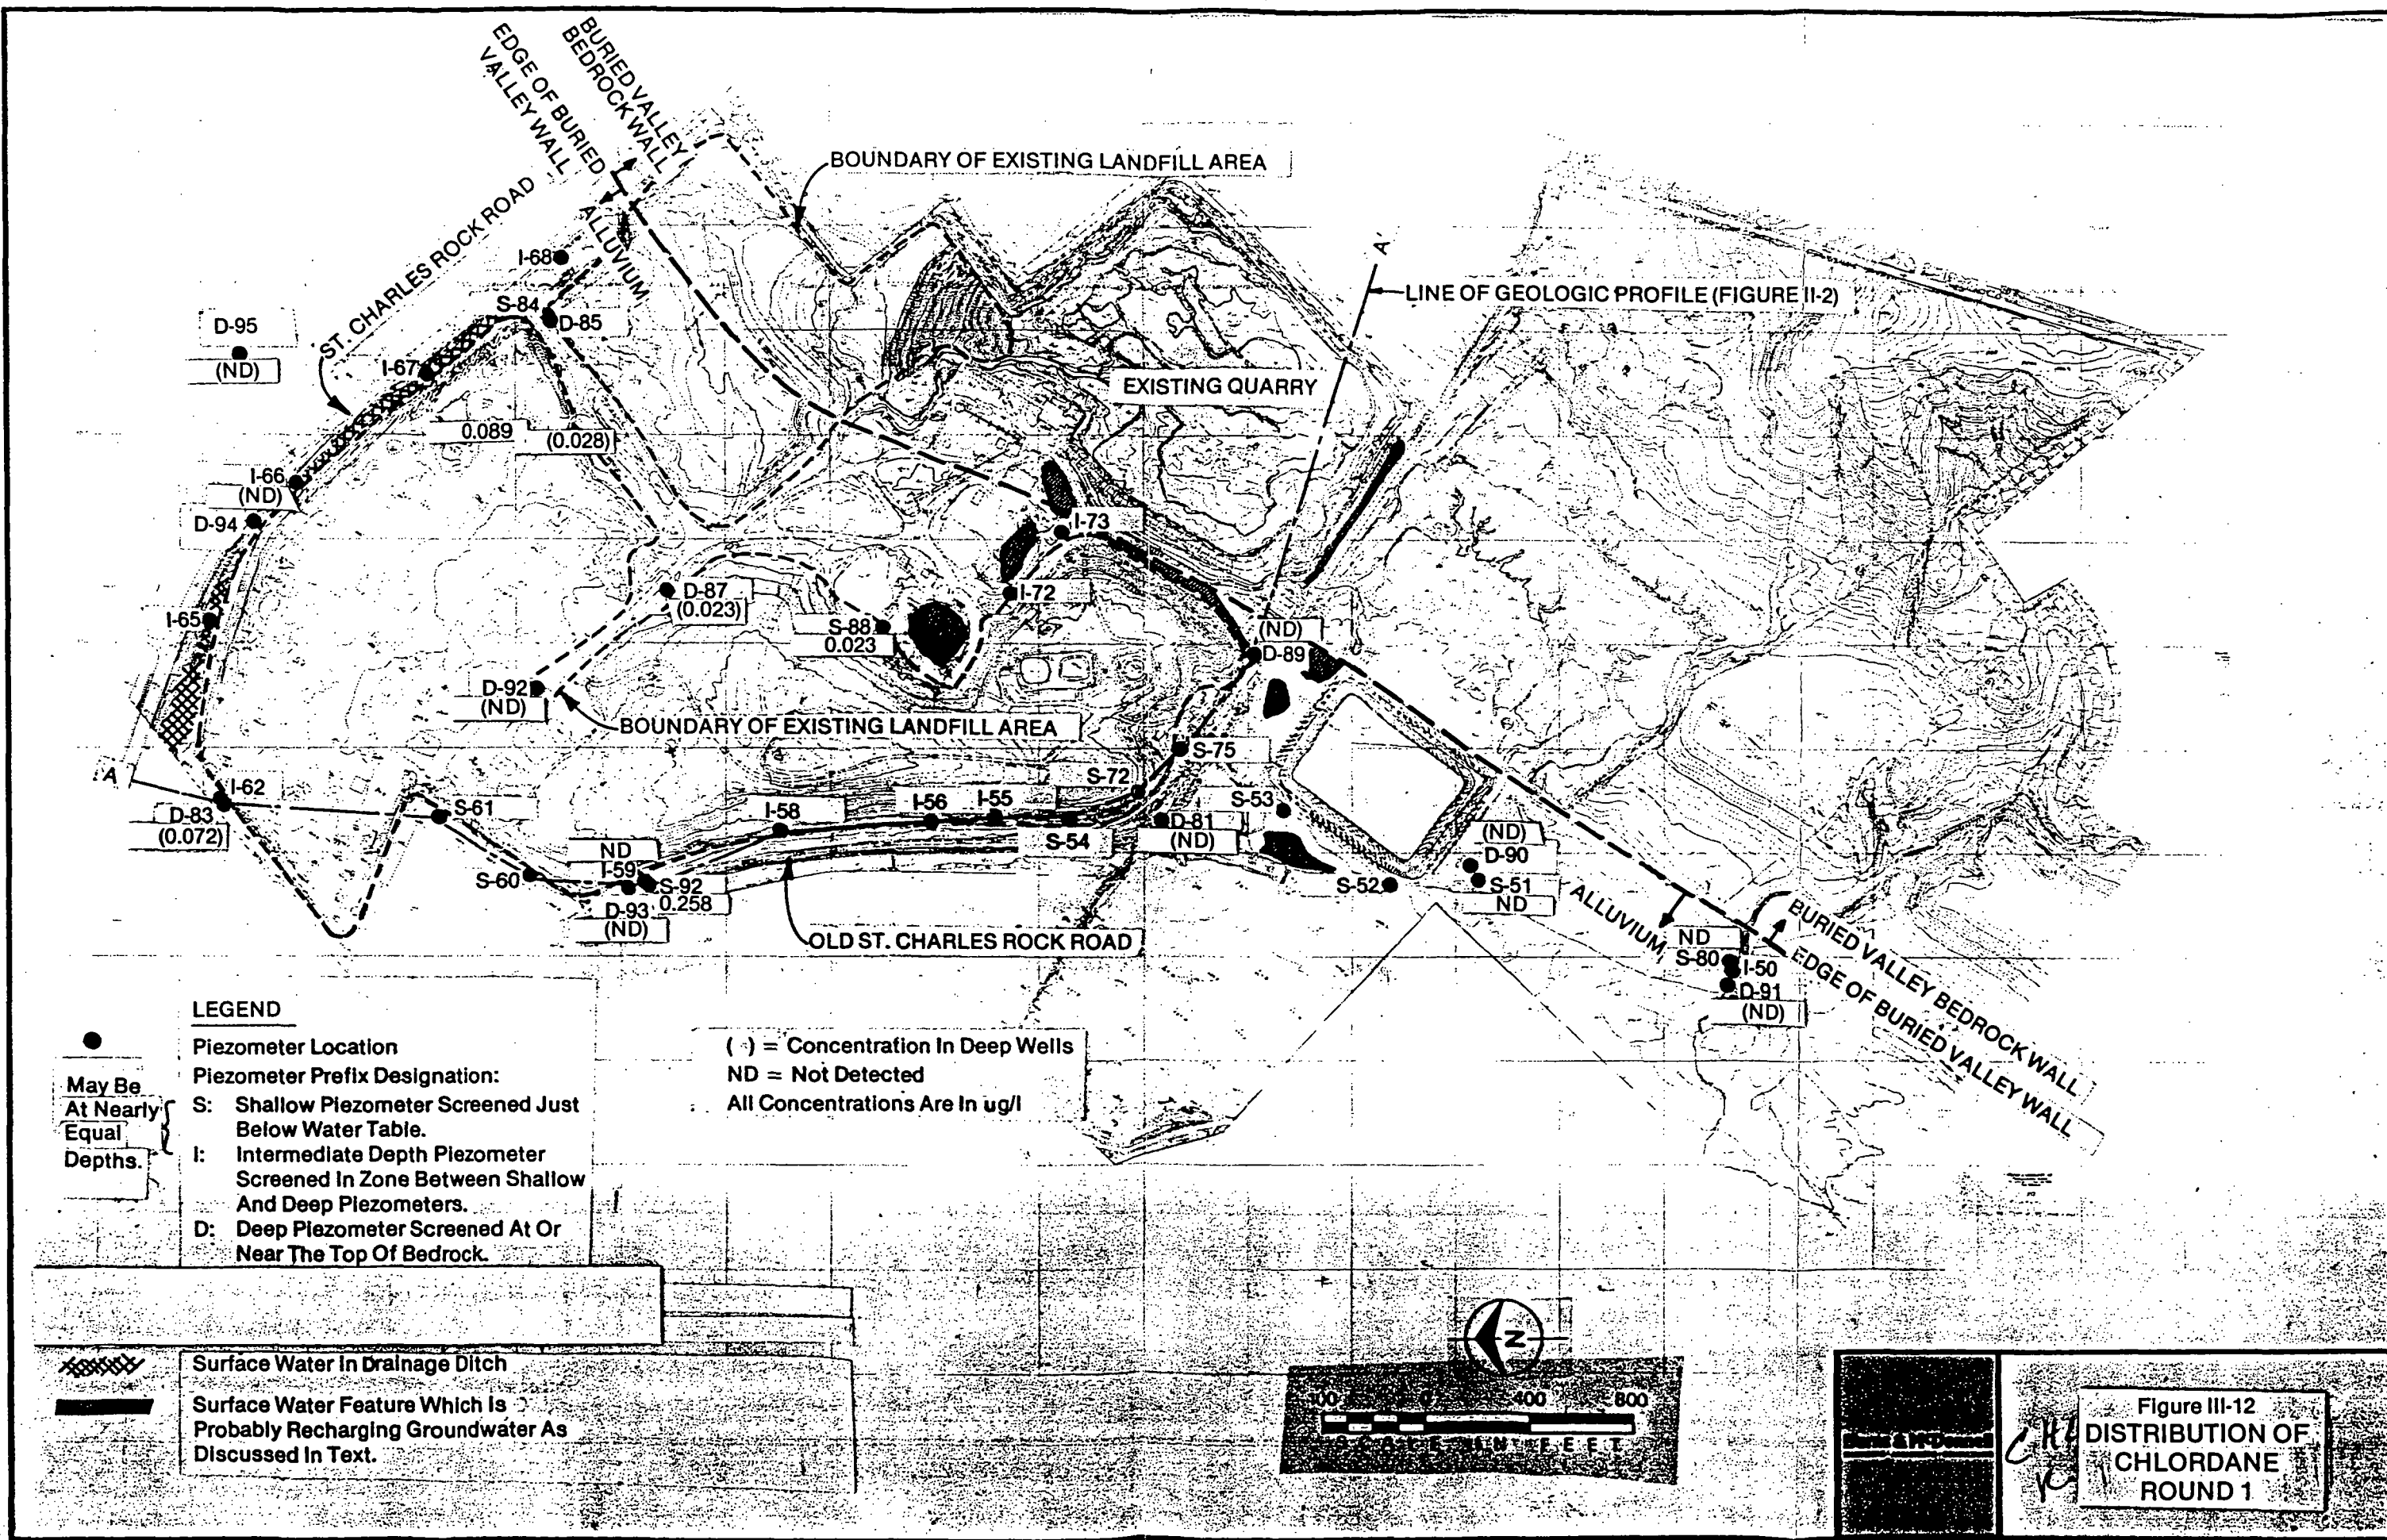 EDGE OF BURIED
VALLEY WALL
BURIED VALLEY
BEDROCK WALL
BOUNDARY OF EXISTING LANDFILL AREA
ST. CHARLES ROCK ROAD
ALLUVIUM
I-68
S-84
D-85
D-95
(ND)
I-67
A'
LINE OF GEOLOGIC PROFILE (FIGURE II-2)
EXISTING QUARRY
0.089
(0.028)
I-66
(ND)
D-94
I-73
I-72
D-87
(0.023)
S-88
0.023
I-65
(ND)
D-89
D-92
(ND)
BOUNDARY OF EXISTING LANDFILL AREA
S-75
S-72
A
I-62
D-83
(0.072)
S-61
I-58
I-56
I-55
S-54
S-53
D-81
(ND)
ND
I-59
S-60
S-92
0.258
D-93
(ND)
(ND)
D-90
S-52
S-51
ND
OLD ST. CHARLES ROCK ROAD
ALLUVIUM
ND
S-80
I-50
D-91
(ND)
BURIED VALLEY BEDROCK WALL
EDGE OF BURIED VALLEY WALL
LEGEND
Piezometer Location
Piezometer Prefix Designation:
May Be
At Nearly
Equal
Depths.
S: Shallow Piezometer Screened Just
Below Water Table.
I: Intermediate Depth Piezometer
Screened In Zone Between Shallow
And Deep Piezometers.
D: Deep Piezometer Screened At Or
Near The Top Of Bedrock.
( ) = Concentration In Deep Wells
ND = Not Detected
All Concentrations Are In ug/l
Surface Water In Drainage Ditch
Surface Water Feature Which Is
Probably Recharging Groundwater As
Discussed In Text.
N
0 400 800
SCALE IN FEET
Burns & McDonnell
Figure III-12
DISTRIBUTION OF
CHLORDANE
ROUND 1